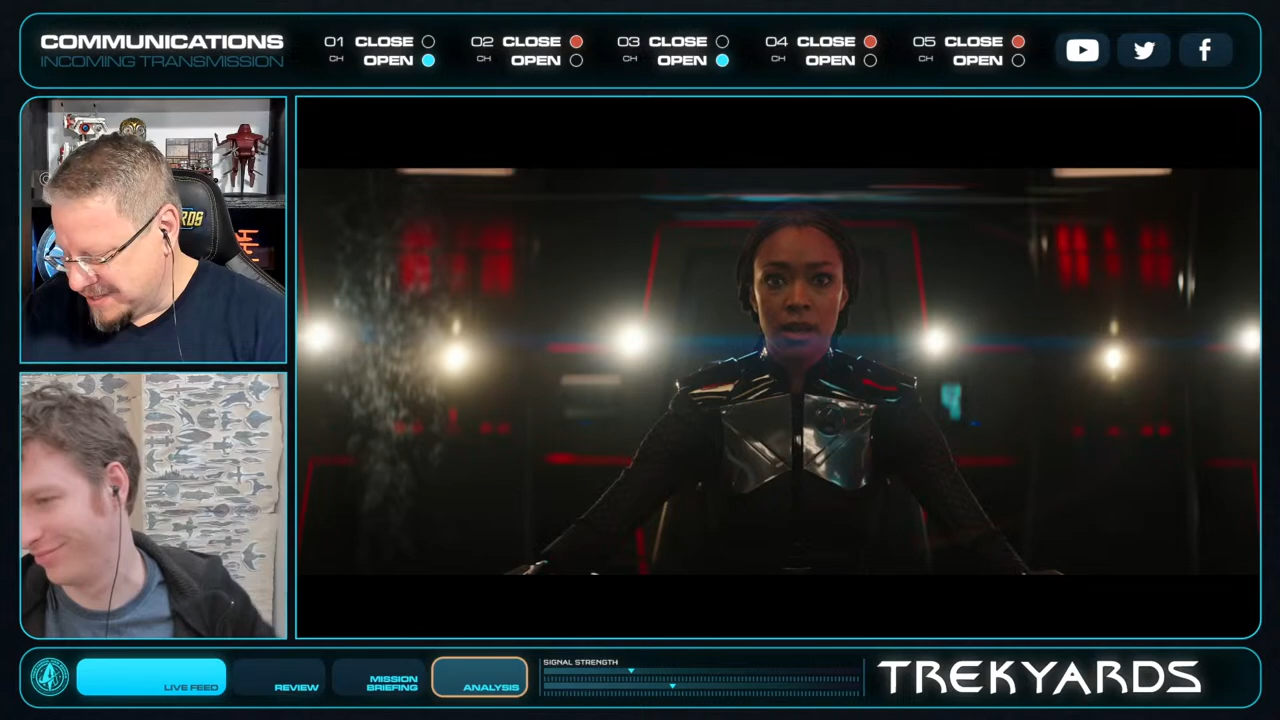 COMMUNICATIONS
INCOMING TRANSMISSION
01 CLOSE
CH OPEN
02 CLOSE
CH OPEN
03 CLOSE
CH OPEN
04 CLOSE
CH OPEN
05 CLOSE
CH OPEN
RDS
LIVE FEED
REVIEW
MISSION
BRIEFING
ANALYSIS
SIGNAL STRENGTH
TREKYARDS